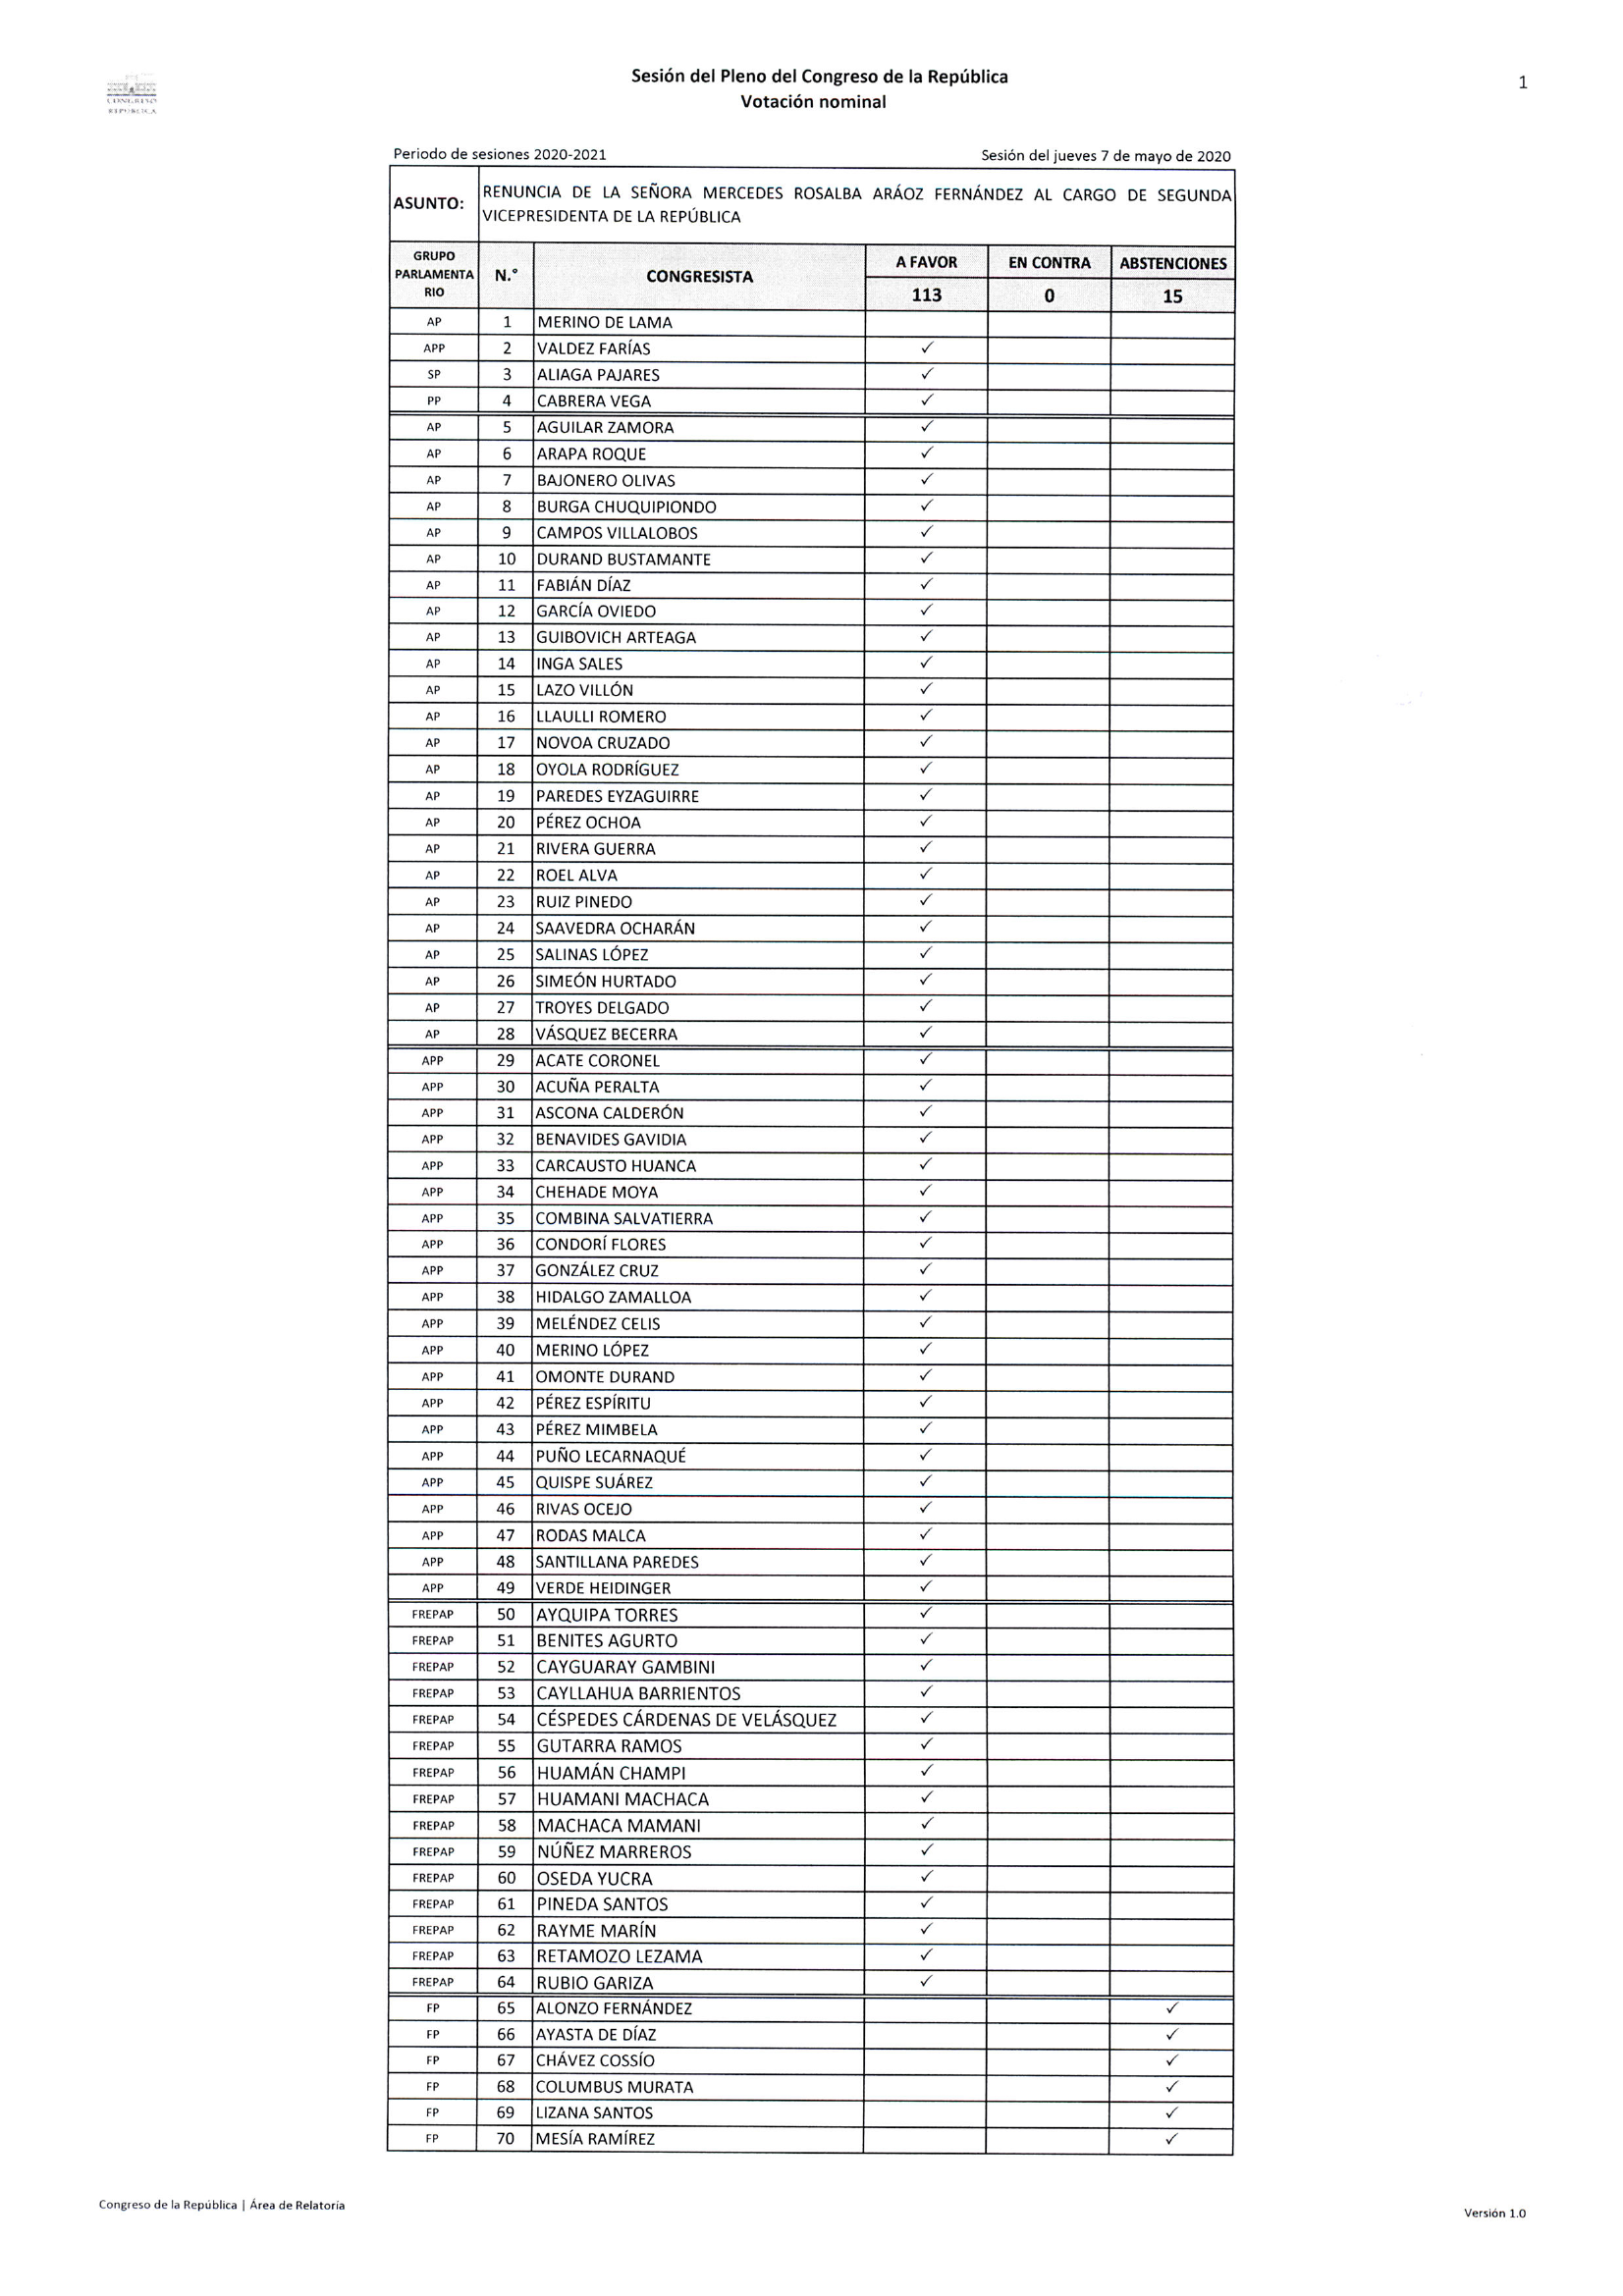 CONGRESO
REPÚBLICA
Sesión del Pleno del Congreso de la República
Votación nominal
1
Periodo de sesiones 2020-2021 Sesión del jueves 7 de mayo de 2020
ASUNTO: RENUNCIA DE LA SEÑORA MERCEDES ROSALBA ARÁOZ FERNÁNDEZ AL CARGO DE SEGUNDA
VICEPRESIDENTA DE LA REPÚBLICA
GRUPO
PARLAMENTA
RIO
N.° CONGRESISTA A FAVOR EN CONTRA ABSTENCIONES
113 0 15
AP 1 MERINO DE LAMA
APP 2 VALDEZ FARÍAS ✓
SP 3 ALIAGA PAJARES ✓
PP 4 CABRERA VEGA ✓
AP 5 AGUILAR ZAMORA ✓
AP 6 ARAPA ROQUE ✓
AP 7 BAJONERO OLIVAS ✓
AP 8 BURGA CHUQUIPIONDO ✓
AP 9 CAMPOS VILLALOBOS ✓
AP 10 DURAND BUSTAMANTE ✓
AP 11 FABIÁN DÍAZ ✓
AP 12 GARCÍA OVIEDO ✓
AP 13 GUIBOVICH ARTEAGA ✓
AP 14 INGA SALES ✓
AP 15 LAZO VILLÓN ✓
AP 16 LLAULLI ROMERO ✓
AP 17 NOVOA CRUZADO ✓
AP 18 OYOLA RODRÍGUEZ ✓
AP 19 PAREDES EYZAGUIRRE ✓
AP 20 PÉREZ OCHOA ✓
AP 21 RIVERA GUERRA ✓
AP 22 ROEL ALVA ✓
AP 23 RUIZ PINEDO ✓
AP 24 SAAVEDRA OCHARÁN ✓
AP 25 SALINAS LÓPEZ ✓
AP 26 SIMEÓN HURTADO ✓
AP 27 TROYES DELGADO ✓
AP 28 VÁSQUEZ BECERRA ✓
APP 29 ACATE CORONEL ✓
APP 30 ACUÑA PERALTA ✓
APP 31 ASCONA CALDERÓN ✓
APP 32 BENAVIDES GAVIDIA ✓
APP 33 CARCAUSTO HUANCA ✓
APP 34 CHEHADE MOYA ✓
APP 35 COMBINA SALVATIERRA ✓
APP 36 CONDORÍ FLORES ✓
APP 37 GONZÁLEZ CRUZ ✓
APP 38 HIDALGO ZAMALLOA ✓
APP 39 MELÉNDEZ CELIS ✓
APP 40 MERINO LÓPEZ ✓
APP 41 OMONTE DURAND ✓
APP 42 PÉREZ ESPÍRITU ✓
APP 43 PÉREZ MIMBELA ✓
APP 44 PUÑO LECARNAQUÉ ✓
APP 45 QUISPE SUÁREZ ✓
APP 46 RIVAS OCEJO ✓
APP 47 RODAS MALCA ✓
APP 48 SANTILLANA PAREDES ✓
APP 49 VERDE HEIDINGER ✓
FREPAP 50 AYQUIPA TORRES ✓
FREPAP 51 BENITES AGURTO ✓
FREPAP 52 CAYGUARAY GAMBINI ✓
FREPAP 53 CAYLLAHUA BARRIENTOS ✓
FREPAP 54 CÉSPEDES CÁRDENAS DE VELÁSQUEZ ✓
FREPAP 55 GUTARRA RAMOS ✓
FREPAP 56 HUAMÁN CHAMPI ✓
FREPAP 57 HUAMANI MACHACA ✓
FREPAP 58 MACHACA MAMANI ✓
FREPAP 59 NÚÑEZ MARREROS ✓
FREPAP 60 OSEDA YUCRA ✓
FREPAP 61 PINEDA SANTOS ✓
FREPAP 62 RAYME MARÍN ✓
FREPAP 63 RETAMOZO LEZAMA ✓
FREPAP 64 RUBIO GARIZA ✓
FP 65 ALONZO FERNÁNDEZ ✓
FP 66 AYASTA DE DÍAZ ✓
FP 67 CHÁVEZ COSSÍO ✓
FP 68 COLUMBUS MURATA ✓
FP 69 LIZANA SANTOS ✓
FP 70 MESÍA RAMÍREZ ✓
Congreso de la República | Área de Relatoría
Versión 1.0